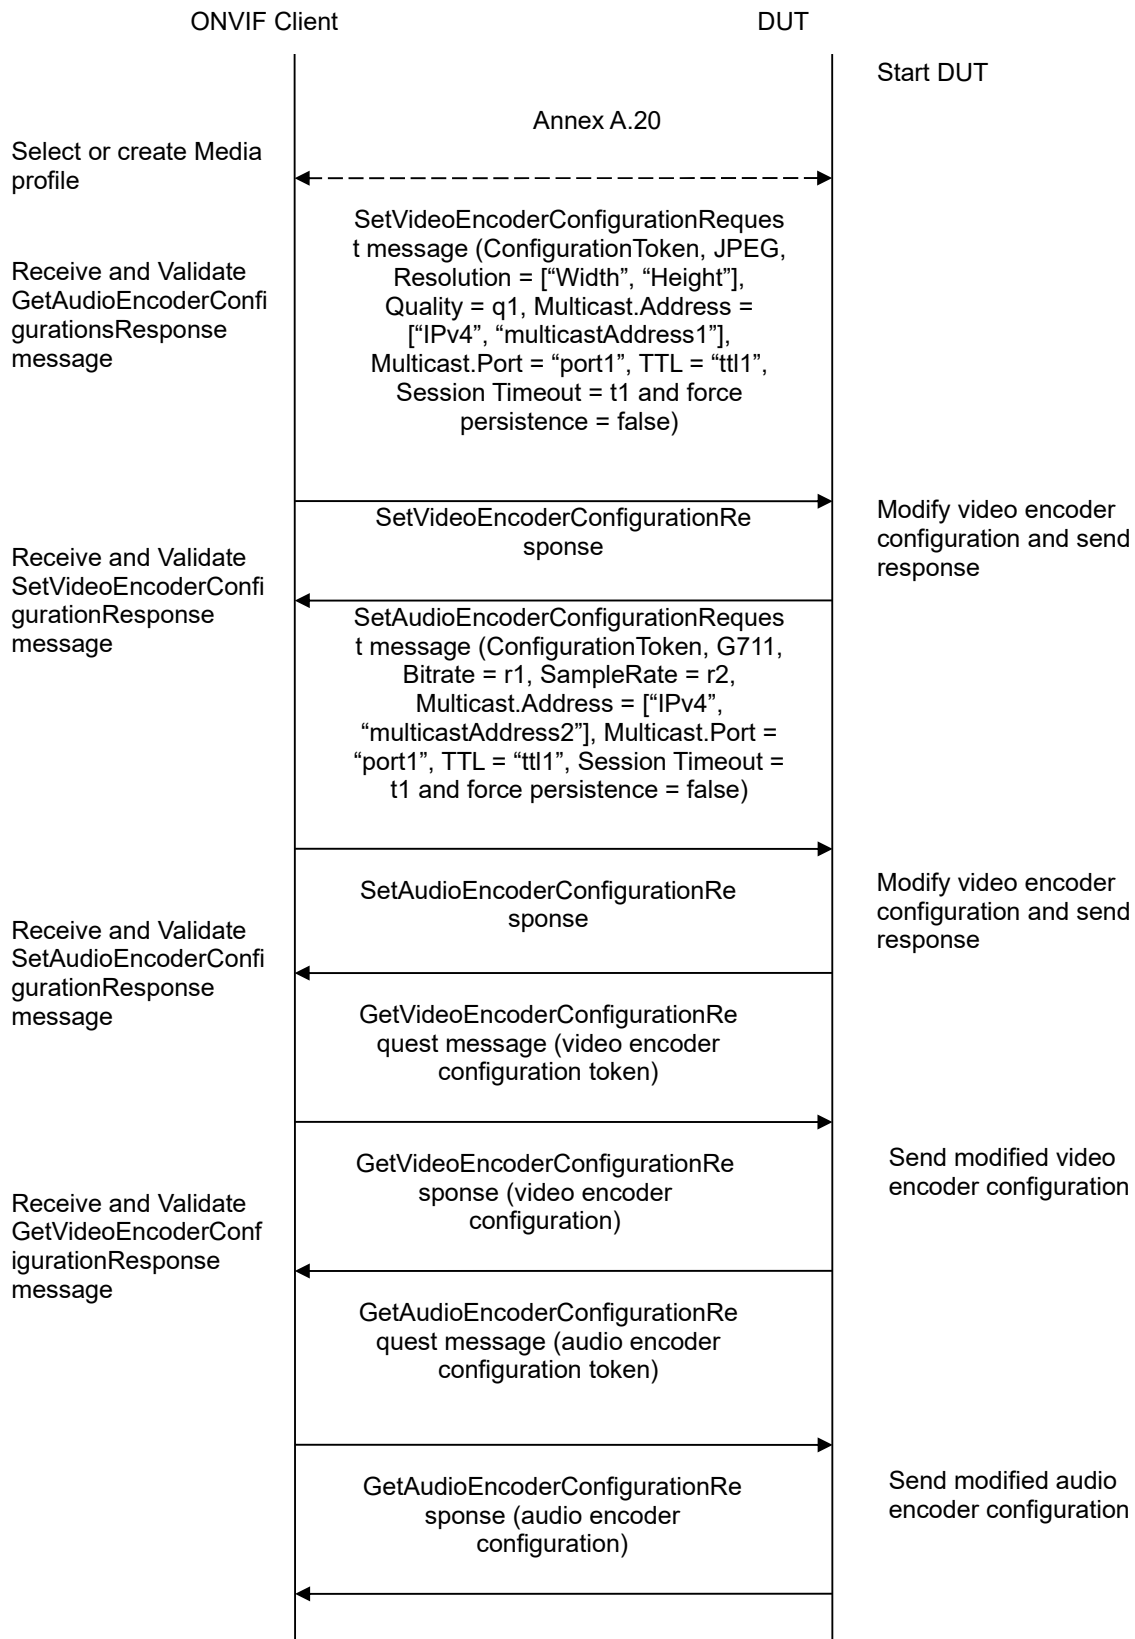 ONVIF Client
DUT
Start DUT
Annex A.20
Select or create Media
profile
SetVideoEncoderConfigurationReques
t message (ConfigurationToken, JPEG,
Resolution = [“Width”, “Height”],
Quality = q1, Multicast.Address =
[“IPv4”, “multicastAddress1”],
Multicast.Port = “port1”, TTL = “ttl1”,
Session Timeout = t1 and force
persistence = false)
Receive and Validate
GetAudioEncoderConfi
gurationsResponse
message
SetVideoEncoderConfigurationRe
sponse
Modify video encoder
configuration and send
response
Receive and Validate
SetVideoEncoderConfi
gurationResponse
message
SetAudioEncoderConfigurationReques
t message (ConfigurationToken, G711,
Bitrate = r1, SampleRate = r2,
Multicast.Address = [“IPv4”,
“multicastAddress2”], Multicast.Port =
“port1”, TTL = “ttl1”, Session Timeout =
t1 and force persistence = false)
SetAudioEncoderConfigurationRe
sponse
Modify video encoder
configuration and send
response
Receive and Validate
SetAudioEncoderConfi
gurationResponse
message
GetVideoEncoderConfigurationRe
quest message (video encoder
configuration token)
GetVideoEncoderConfigurationRe
sponse (video encoder
configuration)
Send modified video
encoder configuration
Receive and Validate
GetVideoEncoderConf
igurationResponse
message
GetAudioEncoderConfigurationRe
quest message (audio encoder
configuration token)
GetAudioEncoderConfigurationRe
sponse (audio encoder
configuration)
Send modified audio
encoder configuration